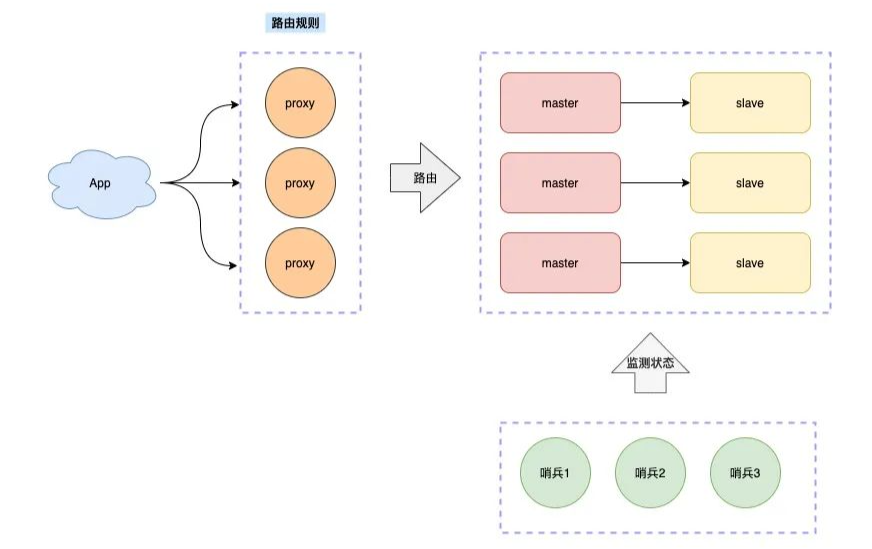 路由规则
proxy
proxy
proxy
App
路由
master
slave
master
slave
master
slave
监测状态
哨兵1
哨兵2
哨兵3